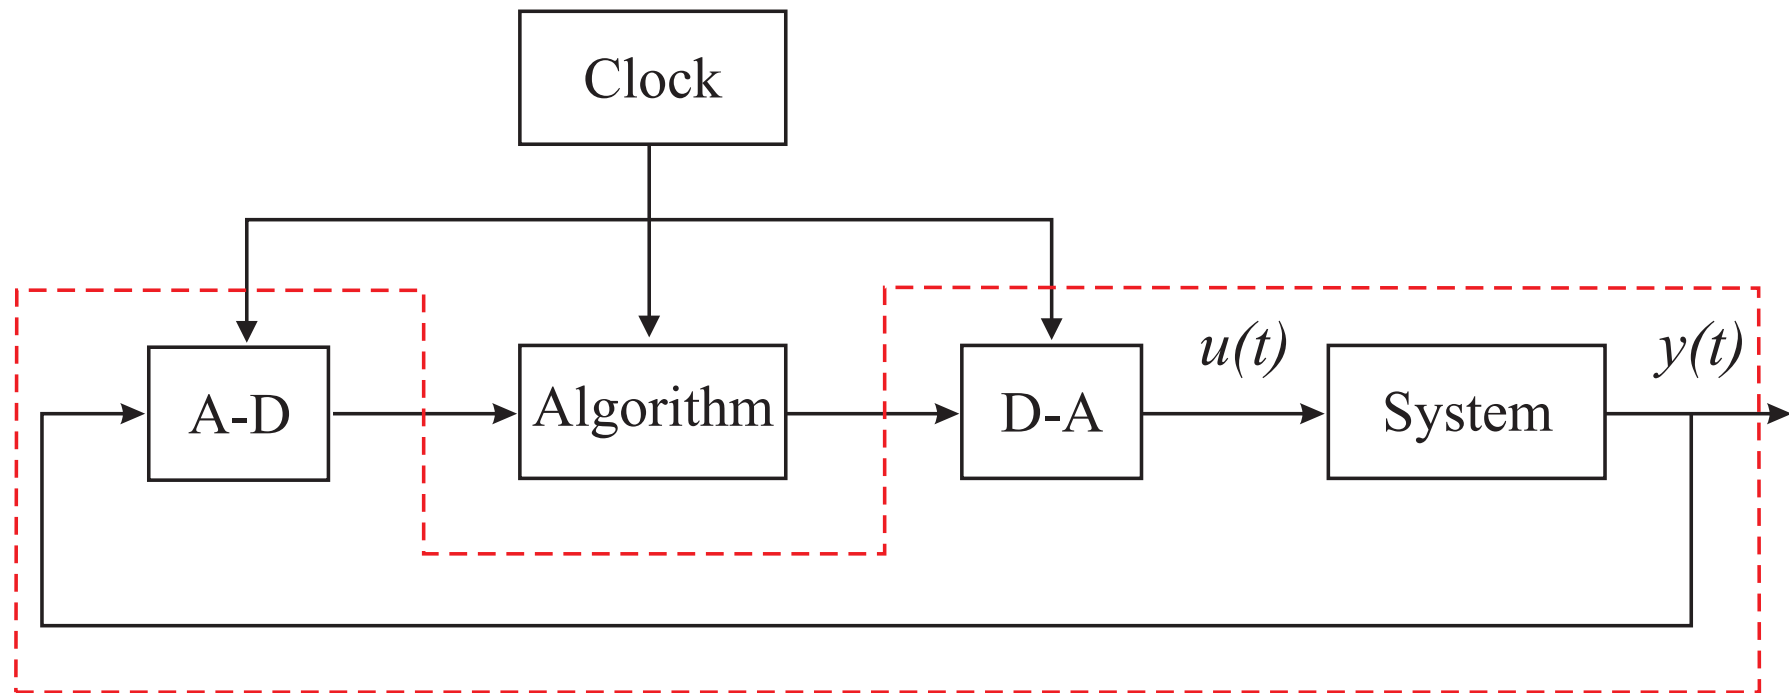 Clock
u(t)
y(t)
A-D
Algorithm
D-A
System